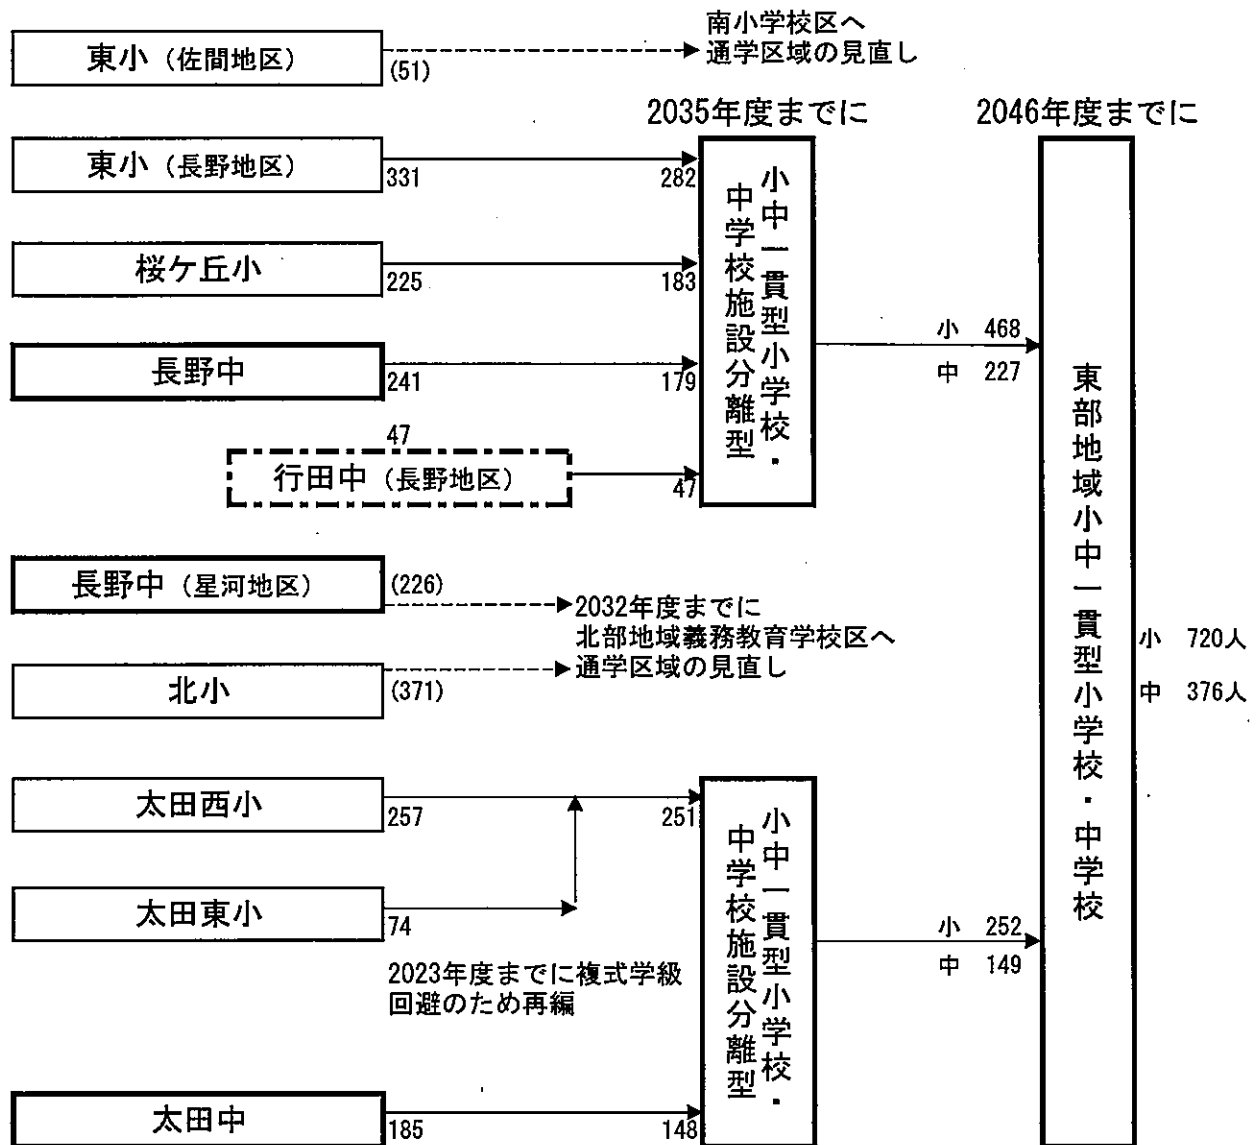 南小学校区へ
通学区域の見直し
東小（佐間地区）
(51)
2035年度までに
2046年度までに
東小（長野地区）
331
282
桜ケ丘小
225
183
長野中
241
179
47
行田中（長野地区）
47
小中一貫型小学校・
中学校施設分離型
小 468
中 227
長野中（星河地区）
(226)
2032年度までに
北部地域義務教育学校区へ
通学区域の見直し
北小
(371)
太田西小
257
251
太田東小
74
2023年度までに複式学級
回避のため再編
太田中
185
148
小中一貫型小学校・
中学校施設分離型
小 252
中 149
東部地域小中一貫型小学校・中学校
小 720人
中 376人